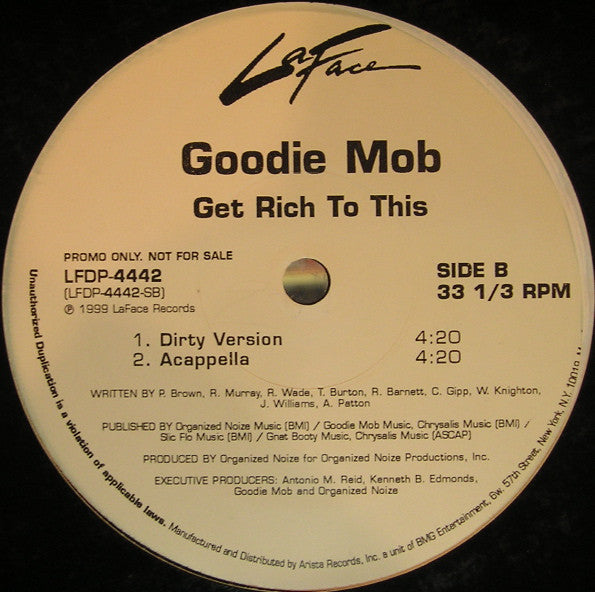 LaFace
Goodie Mob
Get Rich To This
PROMO ONLY. NOT FOR SALE
LFDP-4442
(LFDP-4442-SB)
℗ 1999 LaFace Records
SIDE B
33 1/3 RPM
1. Dirty Version 4:20
2. Acappella 4:20
WRITTEN BY P. Brown, R. Murray, R. Wade, T. Burton, R. Barnett, C. Gipp, W. Knighton,
J. Williams, A. Patton
PUBLISHED BY Organized Noize Music (BMI) / Goodie Mob Music, Chrysalis Music (BMI) /
Slic Flo Music (BMI) / Gnat Booty Music, Chrysalis Music (ASCAP)
PRODUCED BY Organized Noize for Organized Noize Productions, Inc.
EXECUTIVE PRODUCERS: Antonio M. Reid, Kenneth B. Edmonds,
Goodie Mob and Organized Noize
Unauthorized Duplication is a violation of applicable laws. Manufactured and Distributed by Arista Records, Inc. a unit of BMG Entertainment, 6w. 57th Street, New York, N.Y. 10019